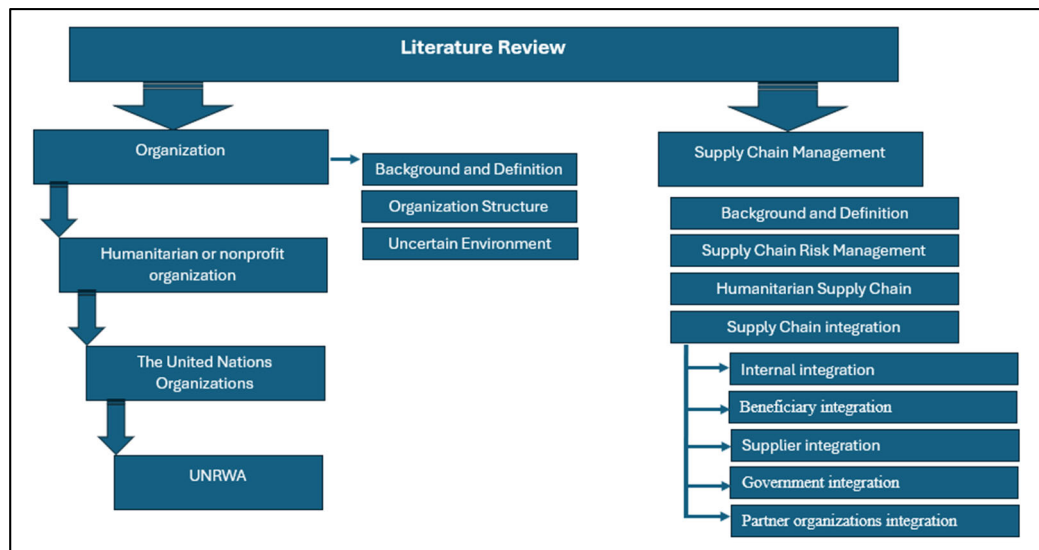 Literature Review
Organization
Background and Definition
Organization Structure
Uncertain Environment
Humanitarian or nonprofit
organization
The United Nations
Organizations
UNRWA
Supply Chain Management
Background and Definition
Supply Chain Risk Management
Humanitarian Supply Chain
Supply Chain integration
Internal integration
Beneficiary integration
Supplier integration
Government integration
Partner organizations integration